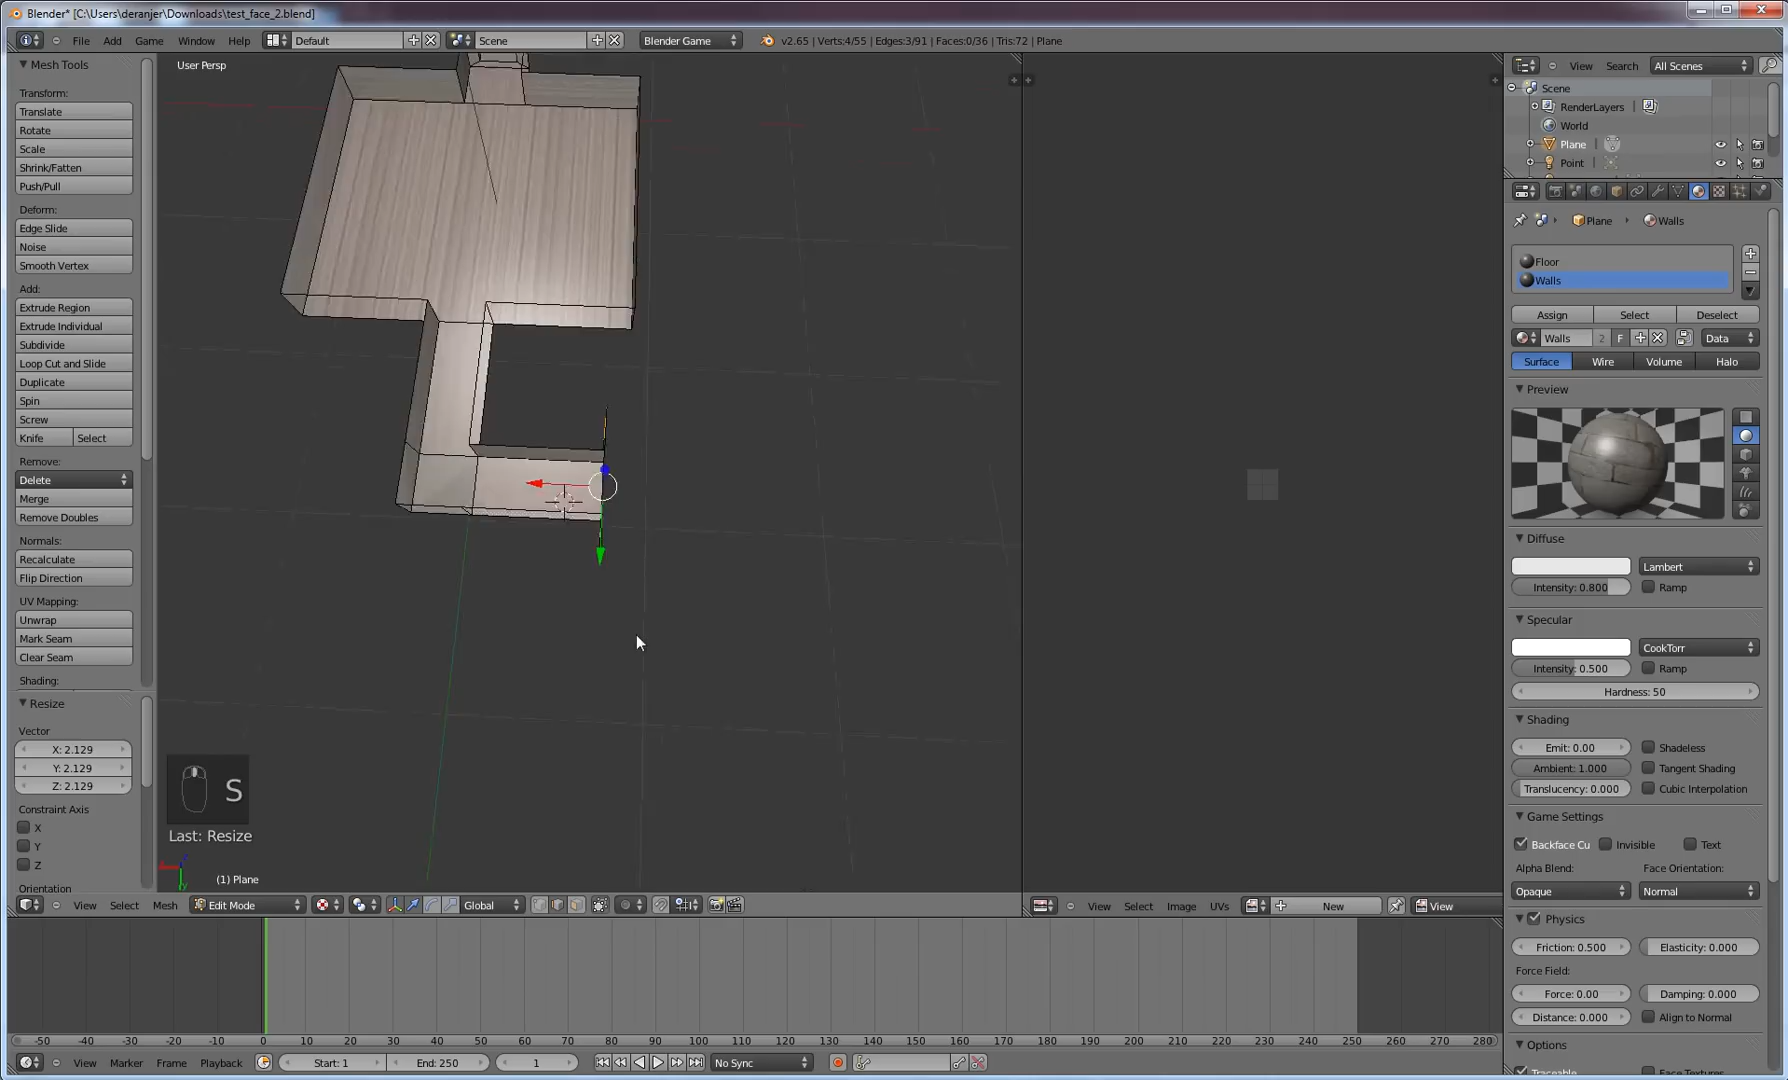 Blender* [C:\Users\deranjer\Downloads\test_face_2.blend]
File Add Game Window Help Default Scene Blender Game v2.65 | Verts:4/55 | Edges:3/91 | Faces:0/36 | Tris:72 | Plane
Mesh Tools
Transform:
Translate
Rotate
Scale
Shrink/Fatten
Push/Pull
Deform:
Edge Slide
Noise
Smooth Vertex
Add:
Extrude Region
Extrude Individual
Subdivide
Loop Cut and Slide
Duplicate
Spin
Screw
Knife Select
Remove:
Delete
Merge
Remove Doubles
Normals:
Recalculate
Flip Direction
UV Mapping:
Unwrap
Mark Seam
Clear Seam
Shading:
Resize
Vector
X: 2.129
Y: 2.129
Z: 2.129
Constraint Axis
X
Y
Z
Orientation
User Persp
S
Last: Resize
(1) Plane
View Select Mesh Edit Mode Global
View Select Image UVs New View
View Search All Scenes
Scene
RenderLayers
World
Plane
Point
Plane Walls
Floor
Walls
Assign Select Deselect
Walls 2 F Data
Surface Wire Volume Halo
Preview
Diffuse
Lambert
Intensity: 0.800 Ramp
Specular
CookTorr
Intensity: 0.500 Ramp
Hardness: 50
Shading
Emit: 0.00 Shadeless
Ambient: 1.000 Tangent Shading
Translucency: 0.000 Cubic Interpolation
Game Settings
Backface Cu Invisible Text
Alpha Blend: Face Orientation:
Opaque Normal
Physics
Friction: 0.500 Elasticity: 0.000
Force Field:
Force: 0.00 Damping: 0.000
Distance: 0.000 Align to Normal
Options
Traceable Face Textures
-50 -40 -30 -20 -10 0 10 20 30 40 50 60 70 80 90 100 110 120 130 140 150 160 170 180 190 200 210 220 230 240 250 260 270 280
View Marker Frame Playback Start: 1 End: 250 1 No Sync